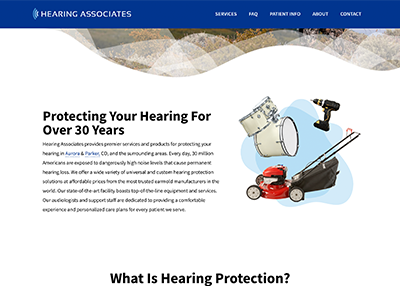 HEARING ASSOCIATES
SERVICES FAQ PATIENT INFO ABOUT CONTACT
Protecting Your Hearing For
Over 30 Years
Hearing Associates provides premier services and products for protecting your
hearing in Aurora & Parker, CO, and the surrounding areas. Every day, 30 million
Americans are exposed to dangerously high noise levels that cause permanent
hearing loss. We offer a wide variety of universal and custom hearing protection
solutions at affordable prices from the most trusted earmold manufacturers in the
world. Our state-of-the-art facility boasts top-of-the-line equipment and services.
Our audiologists and support staff are dedicated to providing a comfortable
experience and personalized care plans for every patient we serve.
What Is Hearing Protection?